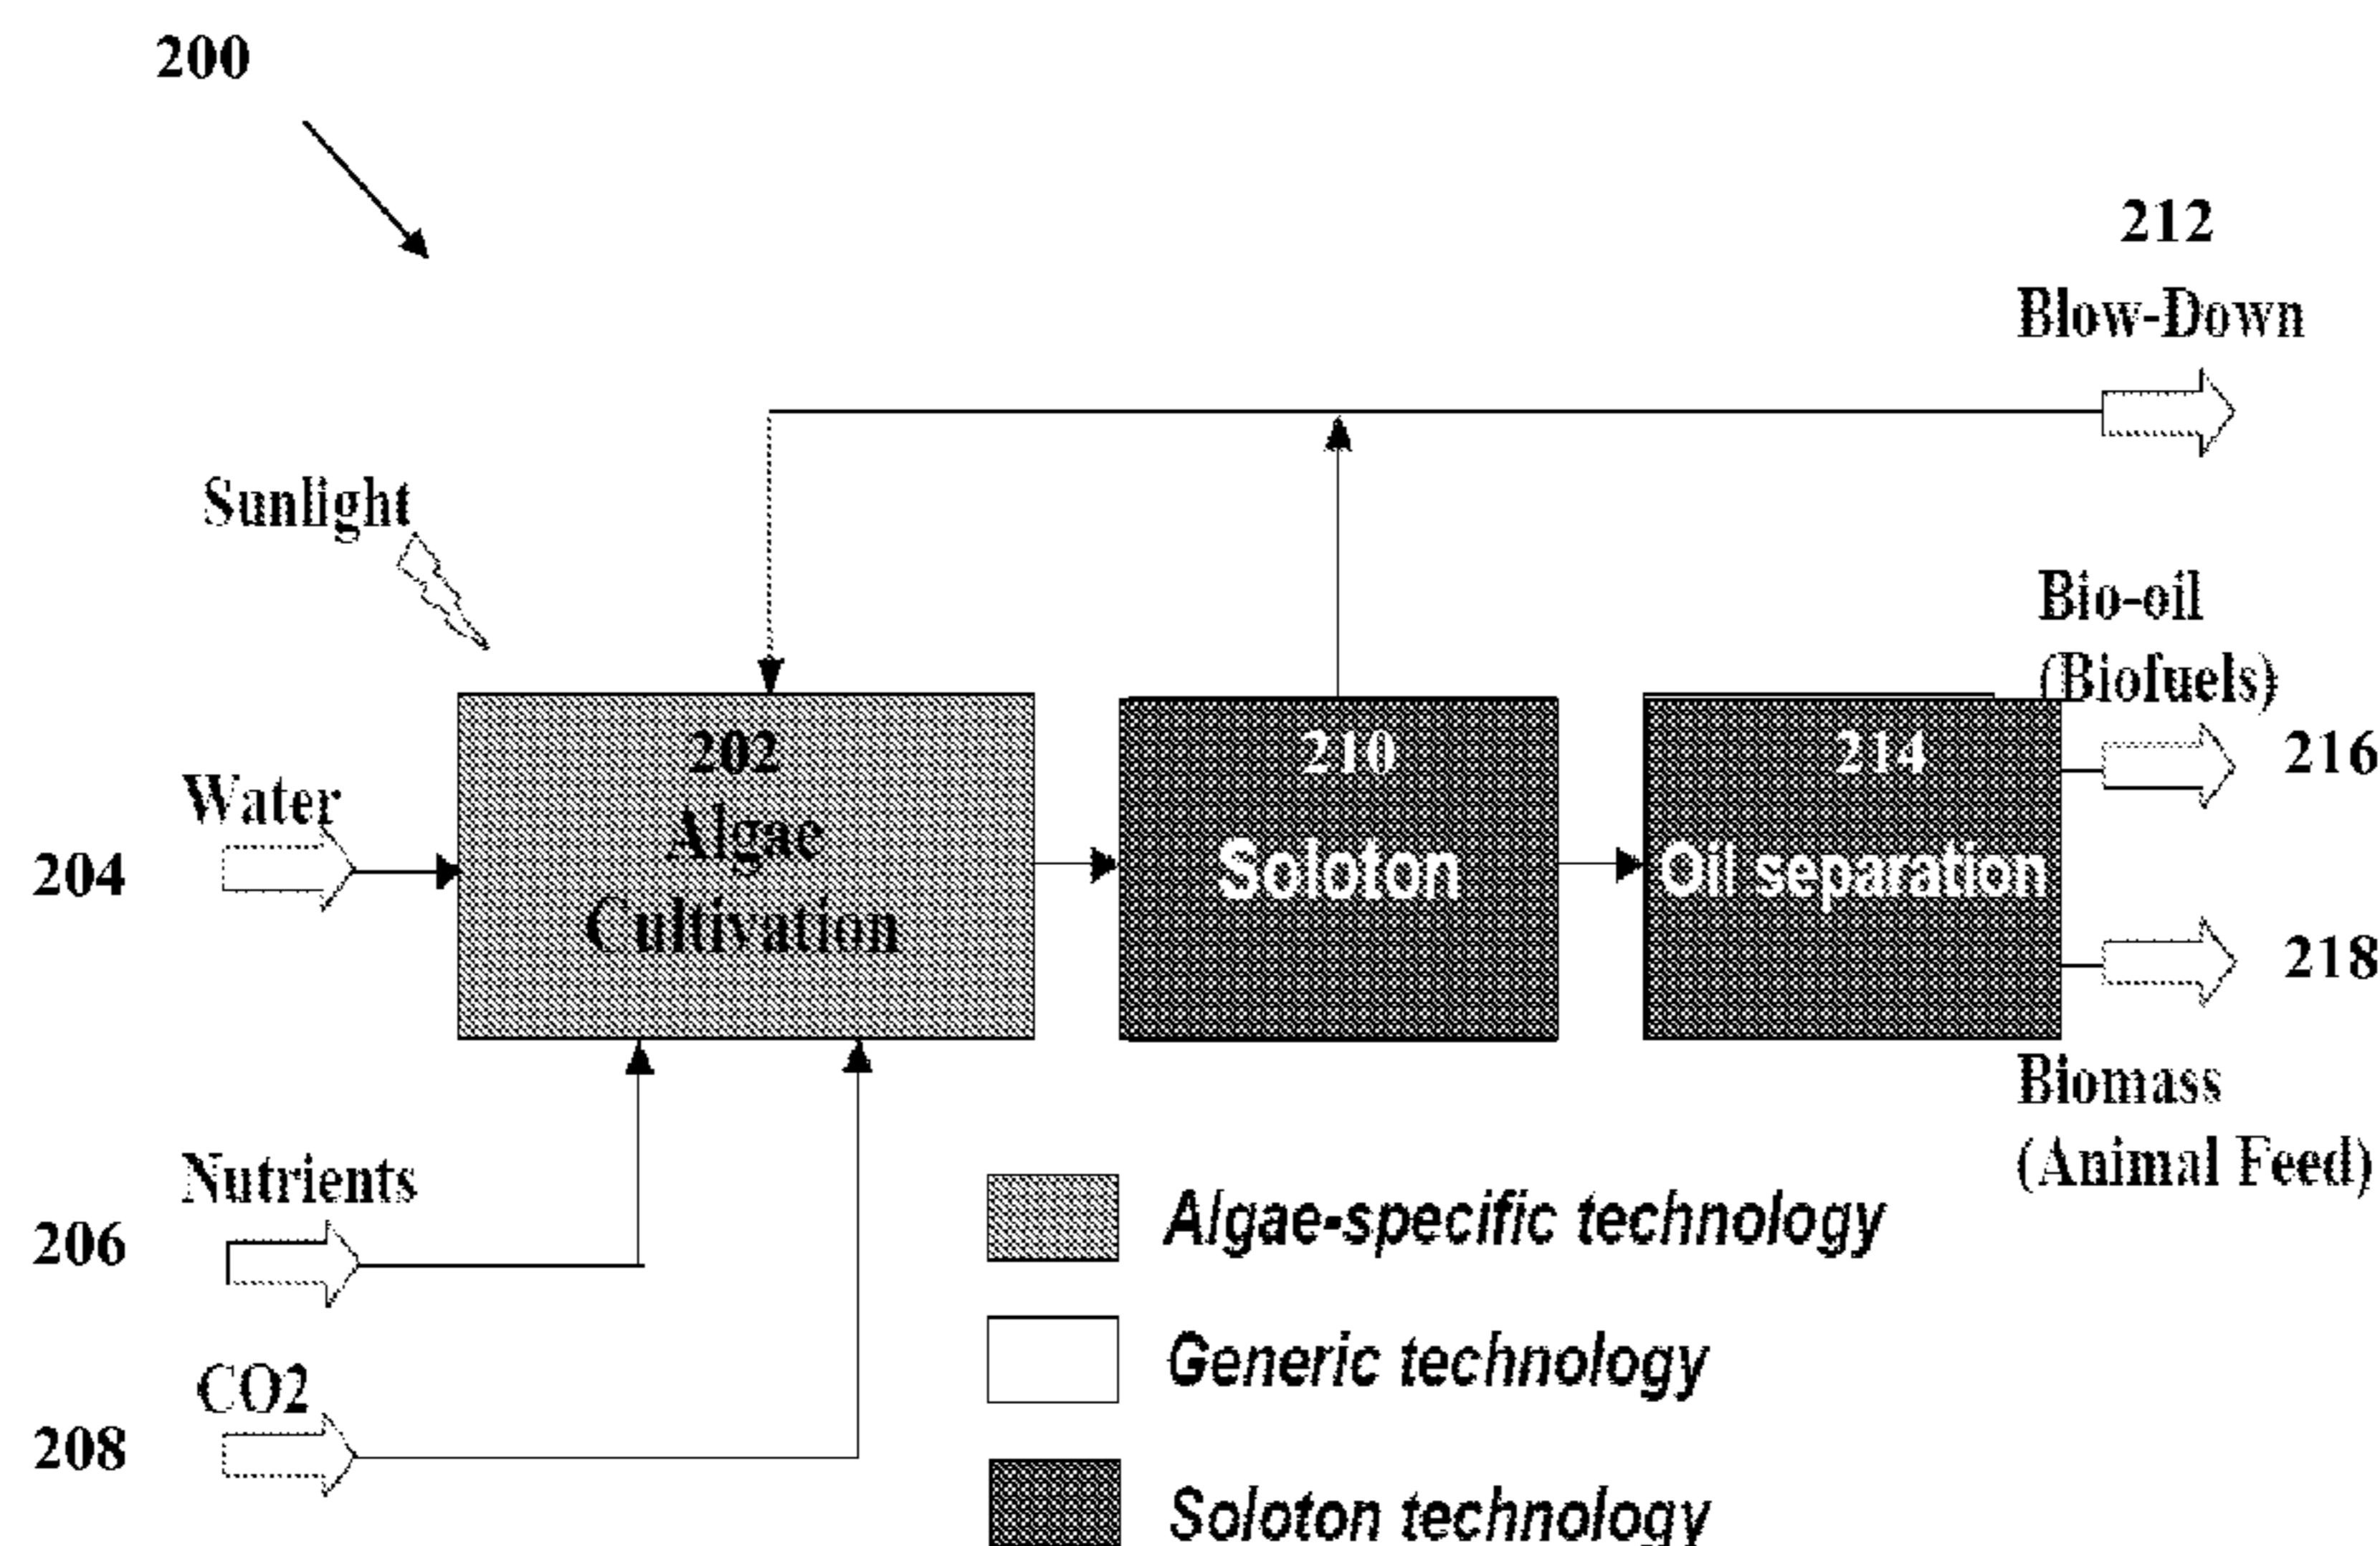 200
212
Blow-Down
Sunlight
Bio-oil
(Biofuels)
202
Algae
Cultivation
210
Soloton
214
Oil separation
216
218
Water
204
Biomass
(Animal Feed)
Nutrients
206
CO2
208
Algae-specific technology
Generic technology
Soloton technology